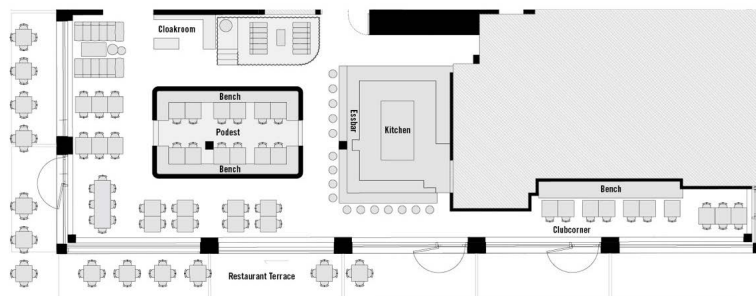 Cloakroom
Bench
Podest
Bench
Essbar
Kitchen
Bench
Clubcorner
Restaurant Terrace